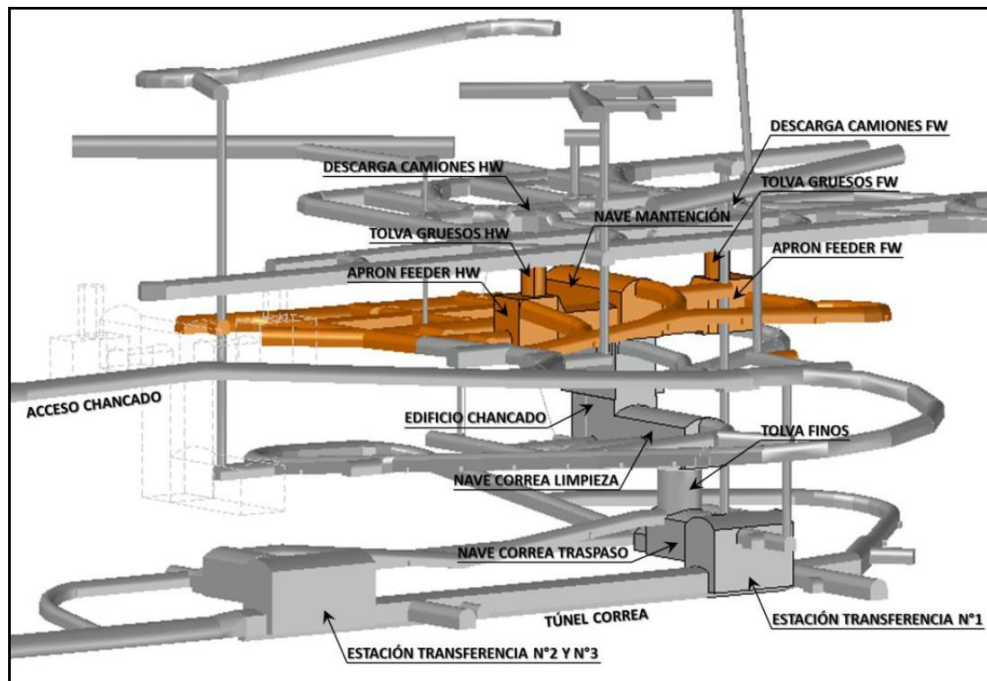 DESCARGA CAMIONES FW
DESCARGA CAMIONES HW
TOLVA GRUESOS FW
NAVE MANTENCIÓN
TOLVA GRUESOS HW
APRON FEEDER FW
APRON FEEDER HW
ACCESO CHANCADO
EDIFICIO CHANCADO
TOLVA FINOS
NAVE CORREA LIMPIEZA
NAVE CORREA TRASPASO
TÚNEL CORREA
ESTACIÓN TRANSFERENCIA N°1
ESTACIÓN TRANSFERENCIA N°2 Y N°3